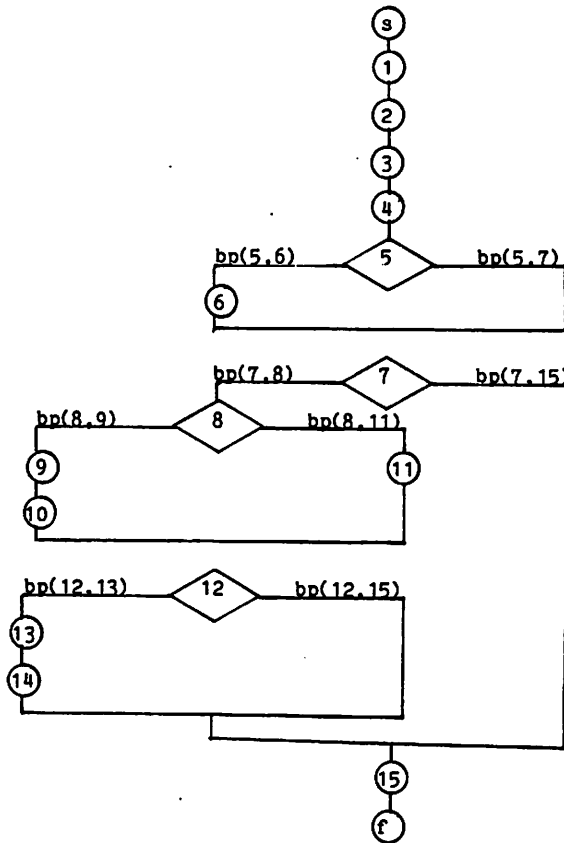 s
1
2
3
4
bp(5,6) 5 bp(5,7)
6
bp(7,8) 7 bp(7,15)
bp(8,9) 8 bp(8,11)
9 11
10
bp(12,13) 12 bp(12,15)
13
14
15
f